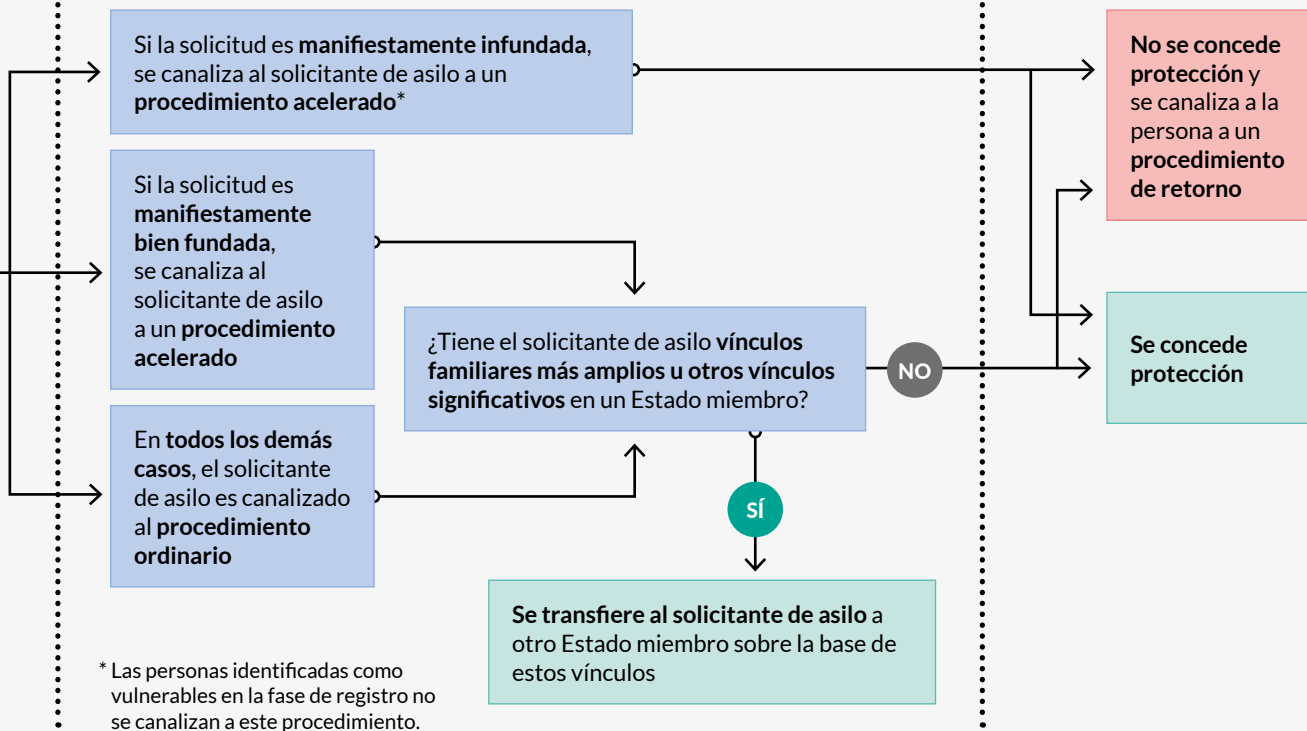 Si la solicitud es manifiestamente infundada,
se canaliza al solicitante de asilo a un
procedimiento acelerado*
No se concede
protección y
se canaliza a la
persona a un
procedimiento
de retorno
Si la solicitud es
manifiestamente
bien fundada,
se canaliza al
solicitante de asilo
a un procedimiento
acelerado
¿Tiene el solicitante de asilo vínculos
familiares más amplios u otros vínculos
significativos en un Estado miembro?
NO
Se concede
protección
En todos los demás
casos, el solicitante
de asilo es canalizado
al procedimiento
ordinario
SÍ
Se transfiere al solicitante de asilo a
otro Estado miembro sobre la base de
estos vínculos
* Las personas identificadas como
vulnerables en la fase de registro no
se canalizan a este procedimiento.